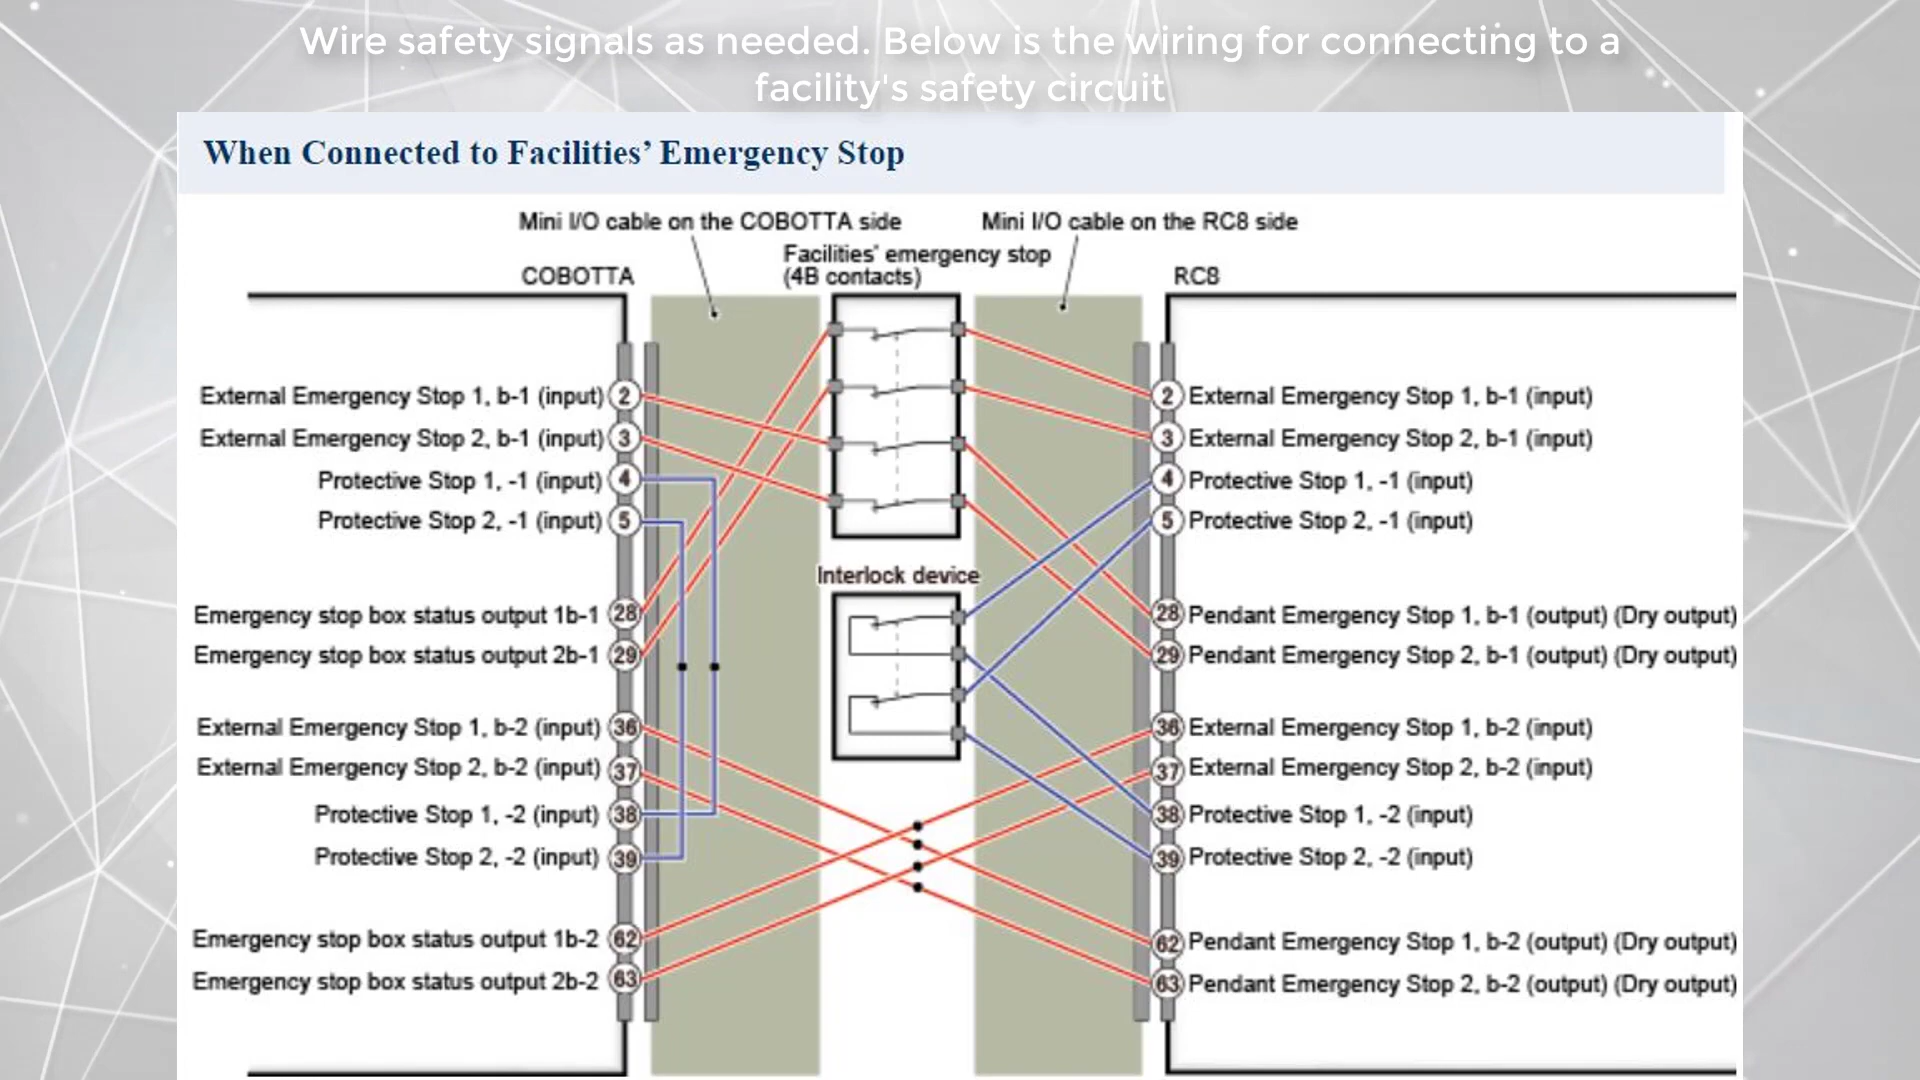 Wire safety signals as needed. Below is the wiring for connecting to a
facility's safety circuit
When Connected to Facilities’ Emergency Stop
Mini I/O cable on the COBOTTA side
Mini I/O cable on the RC8 side
Facilities' emergency stop
(4B contacts)
COBOTTA
RC8
External Emergency Stop 1, b-1 (input) 2
External Emergency Stop 2, b-1 (input) 3
Protective Stop 1, -1 (input) 4
Protective Stop 2, -1 (input) 5
Emergency stop box status output 1b-1 28
Emergency stop box status output 2b-1 29
External Emergency Stop 1, b-2 (input) 36
External Emergency Stop 2, b-2 (input) 37
Protective Stop 1, -2 (input) 38
Protective Stop 2, -2 (input) 39
Emergency stop box status output 1b-2 62
Emergency stop box status output 2b-2 63
Interlock device
2 External Emergency Stop 1, b-1 (input)
3 External Emergency Stop 2, b-1 (input)
4 Protective Stop 1, -1 (input)
5 Protective Stop 2, -1 (input)
28 Pendant Emergency Stop 1, b-1 (output) (Dry output)
29 Pendant Emergency Stop 2, b-1 (output) (Dry output)
36 External Emergency Stop 1, b-2 (input)
37 External Emergency Stop 2, b-2 (input)
38 Protective Stop 1, -2 (input)
39 Protective Stop 2, -2 (input)
62 Pendant Emergency Stop 1, b-2 (output) (Dry output)
63 Pendant Emergency Stop 2, b-2 (output) (Dry output)